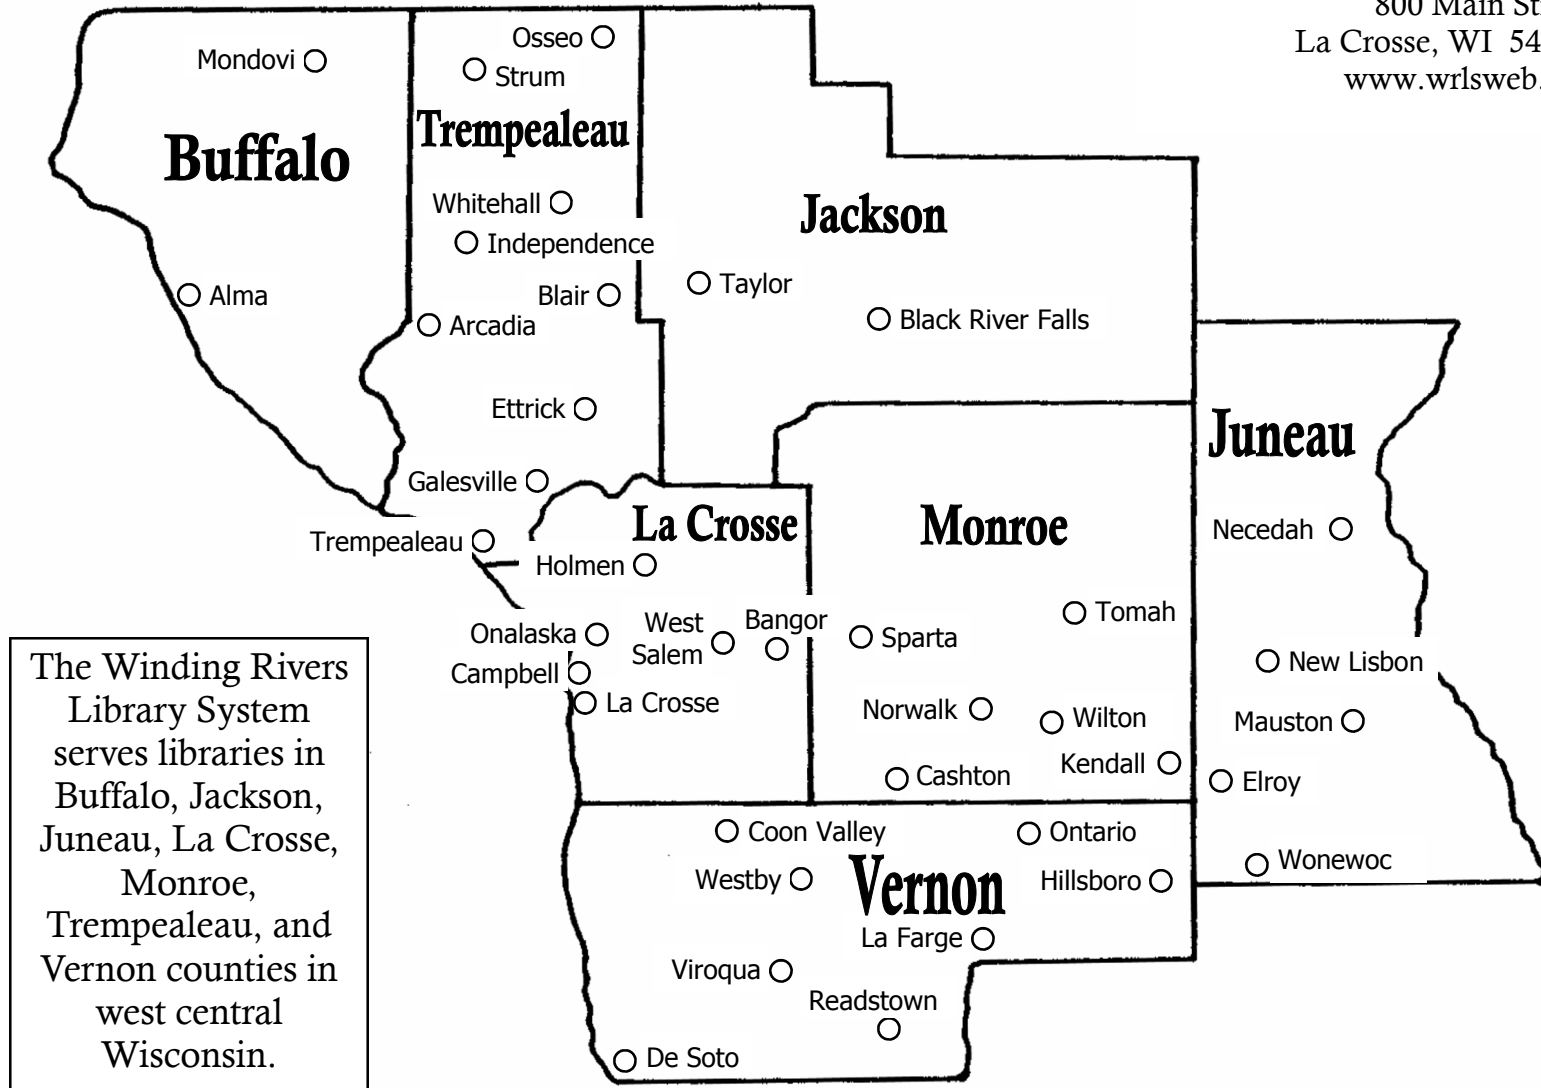 800 Main
La Crosse, WI
www.wrlsweb.
Osseo
Mondovi
Strum
Trempealeau
Buffalo
Whitehall
Jackson
Independence
Taylor
Alma
Blair
Black River Falls
Arcadia
Ettrick
Juneau
Galesville
La Crosse
Monroe
Necedah
Trempealeau
Holmen
Tomah
Onalaska
West
Salem
Bangor
Sparta
New Lisbon
Campbell
La Crosse
Norwalk
Wilton
Mauston
Kendall
Cashton
Elroy
Coon Valley
Ontario
Wonewoc
Westby
Vernon
Hillsboro
La Farge
Viroqua
Readstown
De Soto
The Winding Rivers
Library System
serves libraries in
Buffalo, Jackson,
Juneau, La Crosse,
Monroe,
Trempealeau, and
Vernon counties in
west central
Wisconsin.